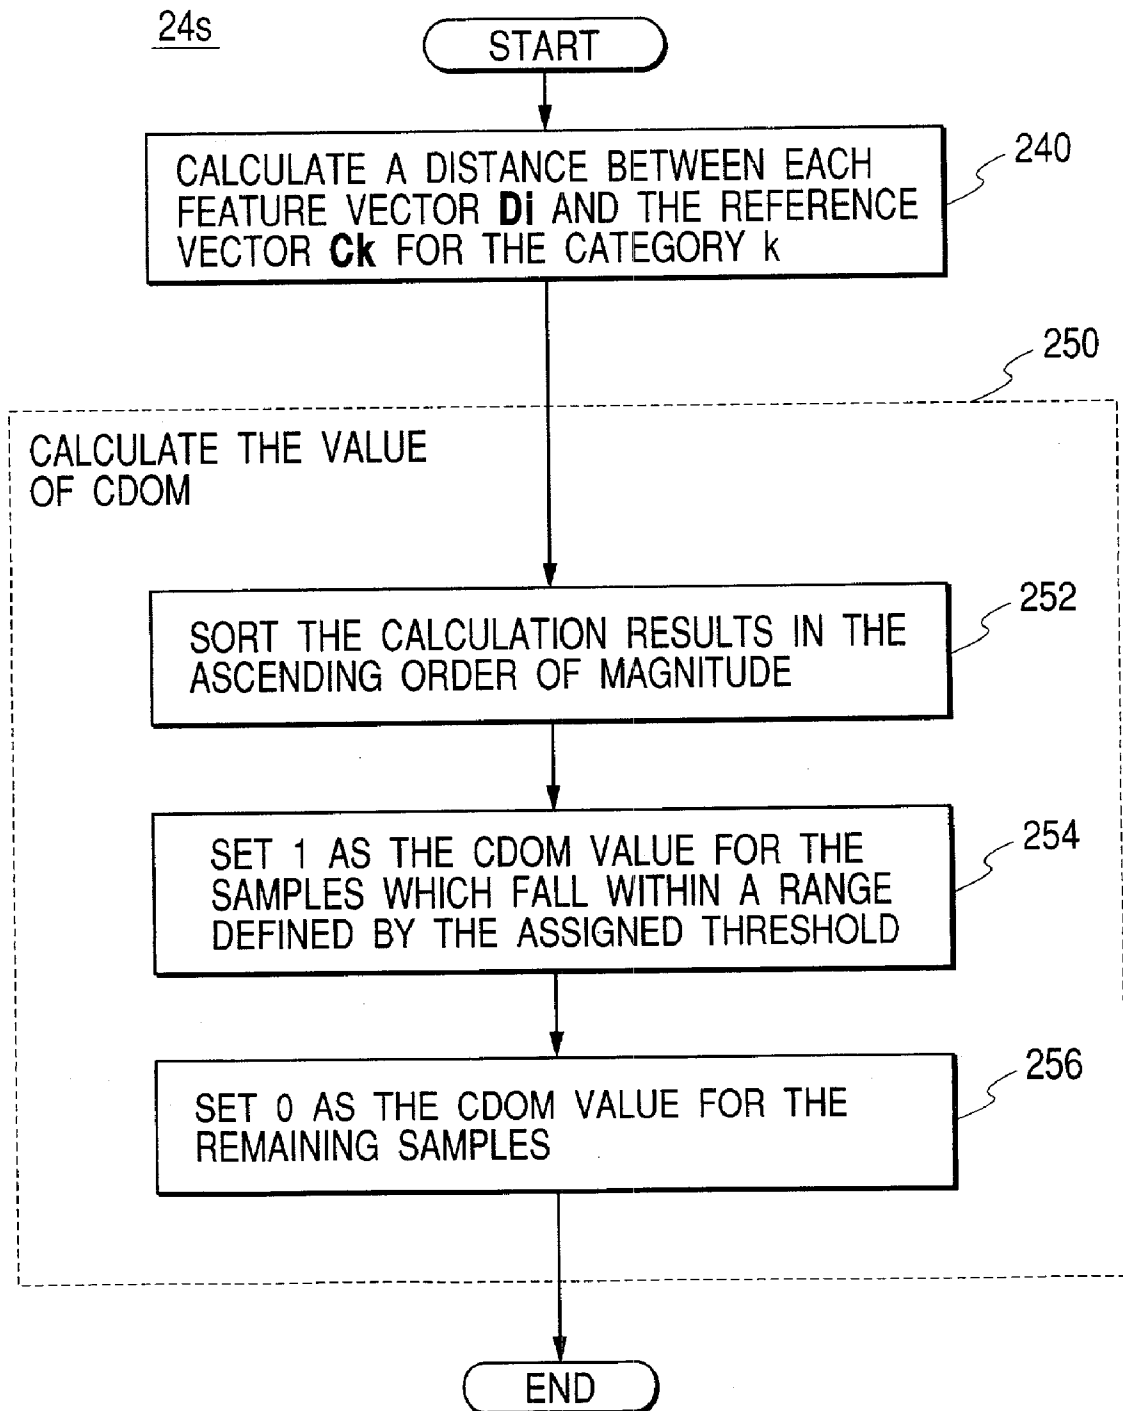 24s
START
CALCULATE A DISTANCE BETWEEN EACH
FEATURE VECTOR Di AND THE REFERENCE
VECTOR Ck FOR THE CATEGORY k
240
250
CALCULATE THE VALUE
OF CDOM
SORT THE CALCULATION RESULTS IN THE
ASCENDING ORDER OF MAGNITUDE
252
SET 1 AS THE CDOM VALUE FOR THE
SAMPLES WHICH FALL WITHIN A RANGE
DEFINED BY THE ASSIGNED THRESHOLD
254
SET 0 AS THE CDOM VALUE FOR THE
REMAINING SAMPLES
256
END